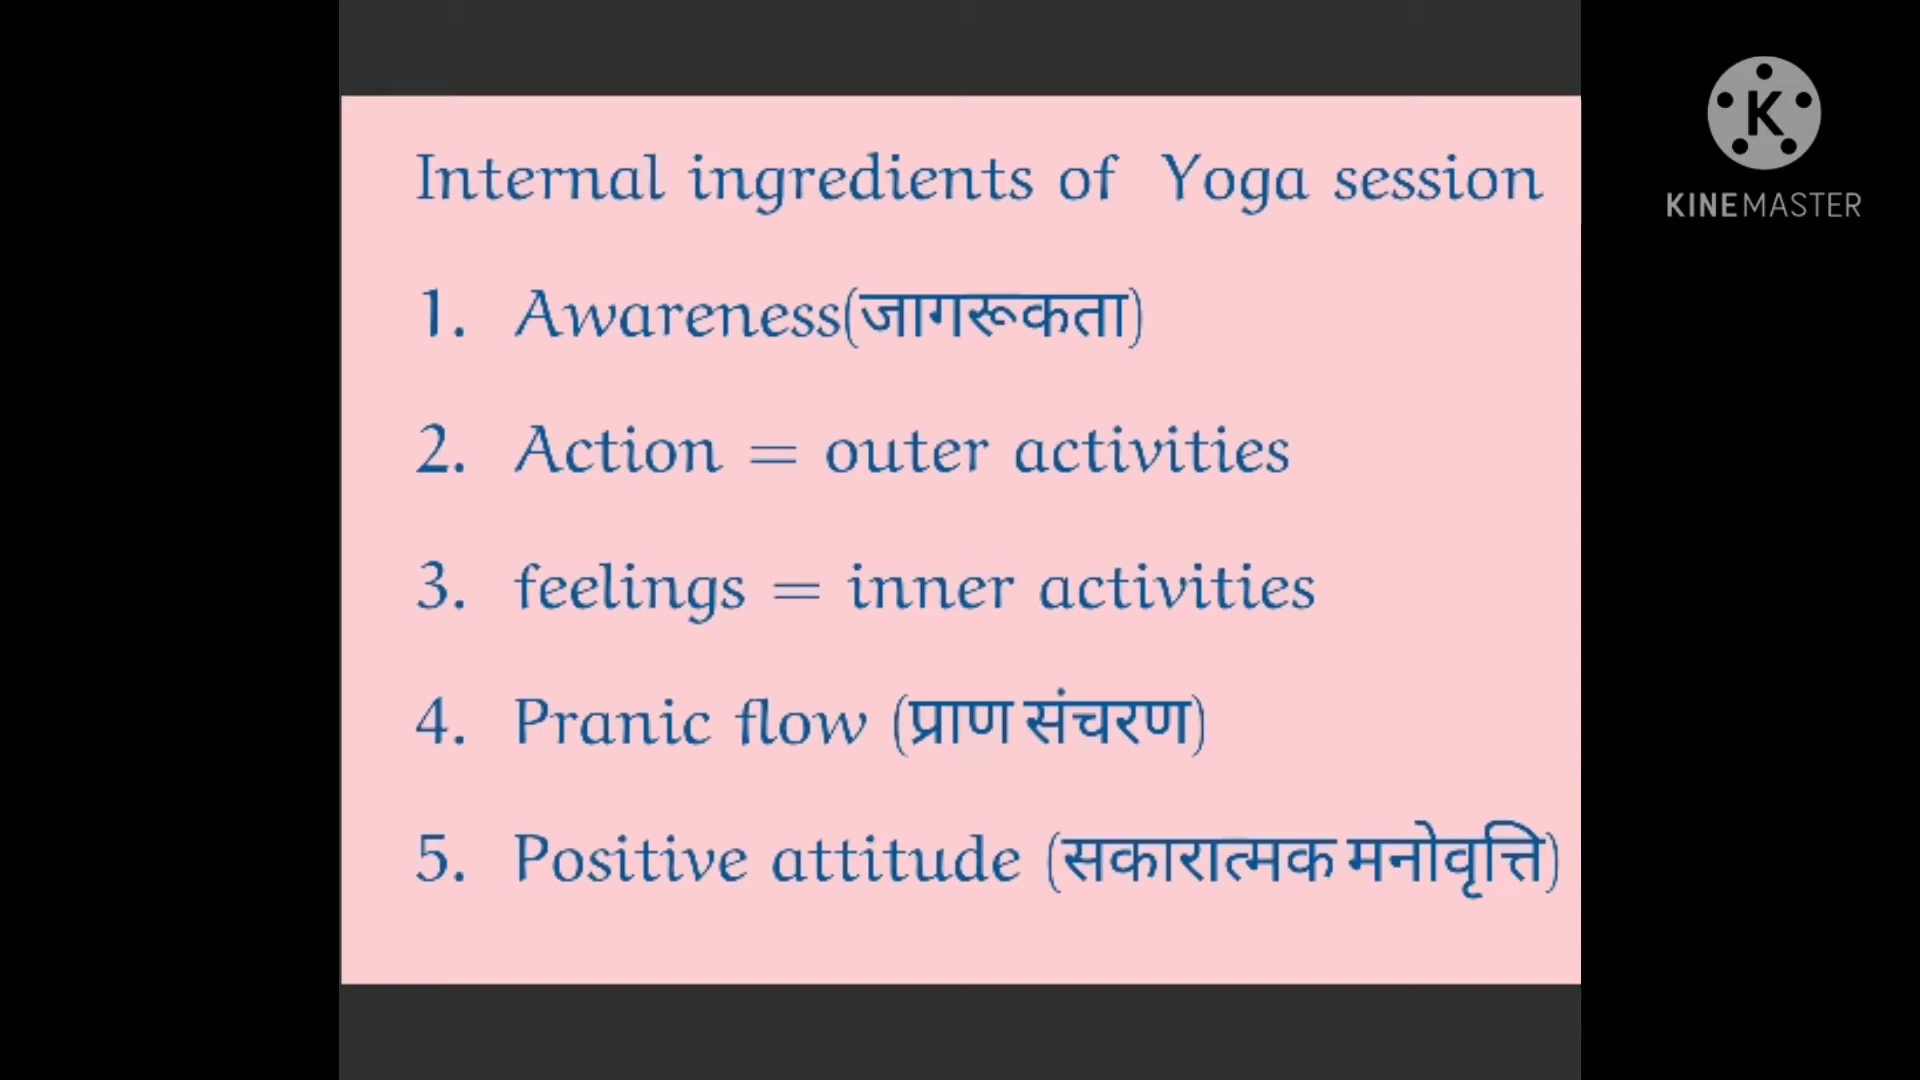 Internal ingredients of Yoga session
1. Awareness(जागरूकता)
2. Action = outer activities
3. feelings = inner activities
4. Pranic flow (प्राण संचरण)
5. Positive attitude (सकारात्मक मनोवृत्ति)
K
KINEMASTER